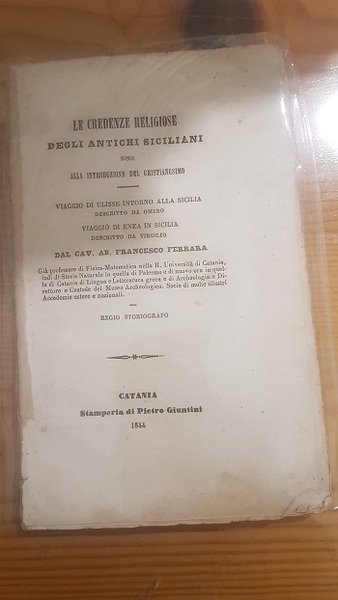 LE CREDENZE RELIGIOSE
DEGLI ANTICHI SICILIANI
SINO
ALLA INTRODUZIONE DEL CRISTIANESIMO
VIAGGIO DI ULISSE INTORNO ALLA SICILIA
DESCRITTO DA OMERO
VIAGGIO DI ENEA IN SICILIA
DESCRITTO DA VIRGILIO
DAL CAV. AB. FRANCESCO FERRARA
Già professore di Fisica-Matematica nella R. Università di Catania,
indi di Storia Naturale in quella di Palermo e di nuovo ora in quel-
la di Catania di Lingua e Letteratura greca e di Archeologia e Di-
rettore e Custode del Museo Archeologico. Socio di molte illustri
Accademie estere e nazionali.
REGIO STORIOGRAFO
CATANIA
Stamperia di Pietro Giuntini
1844